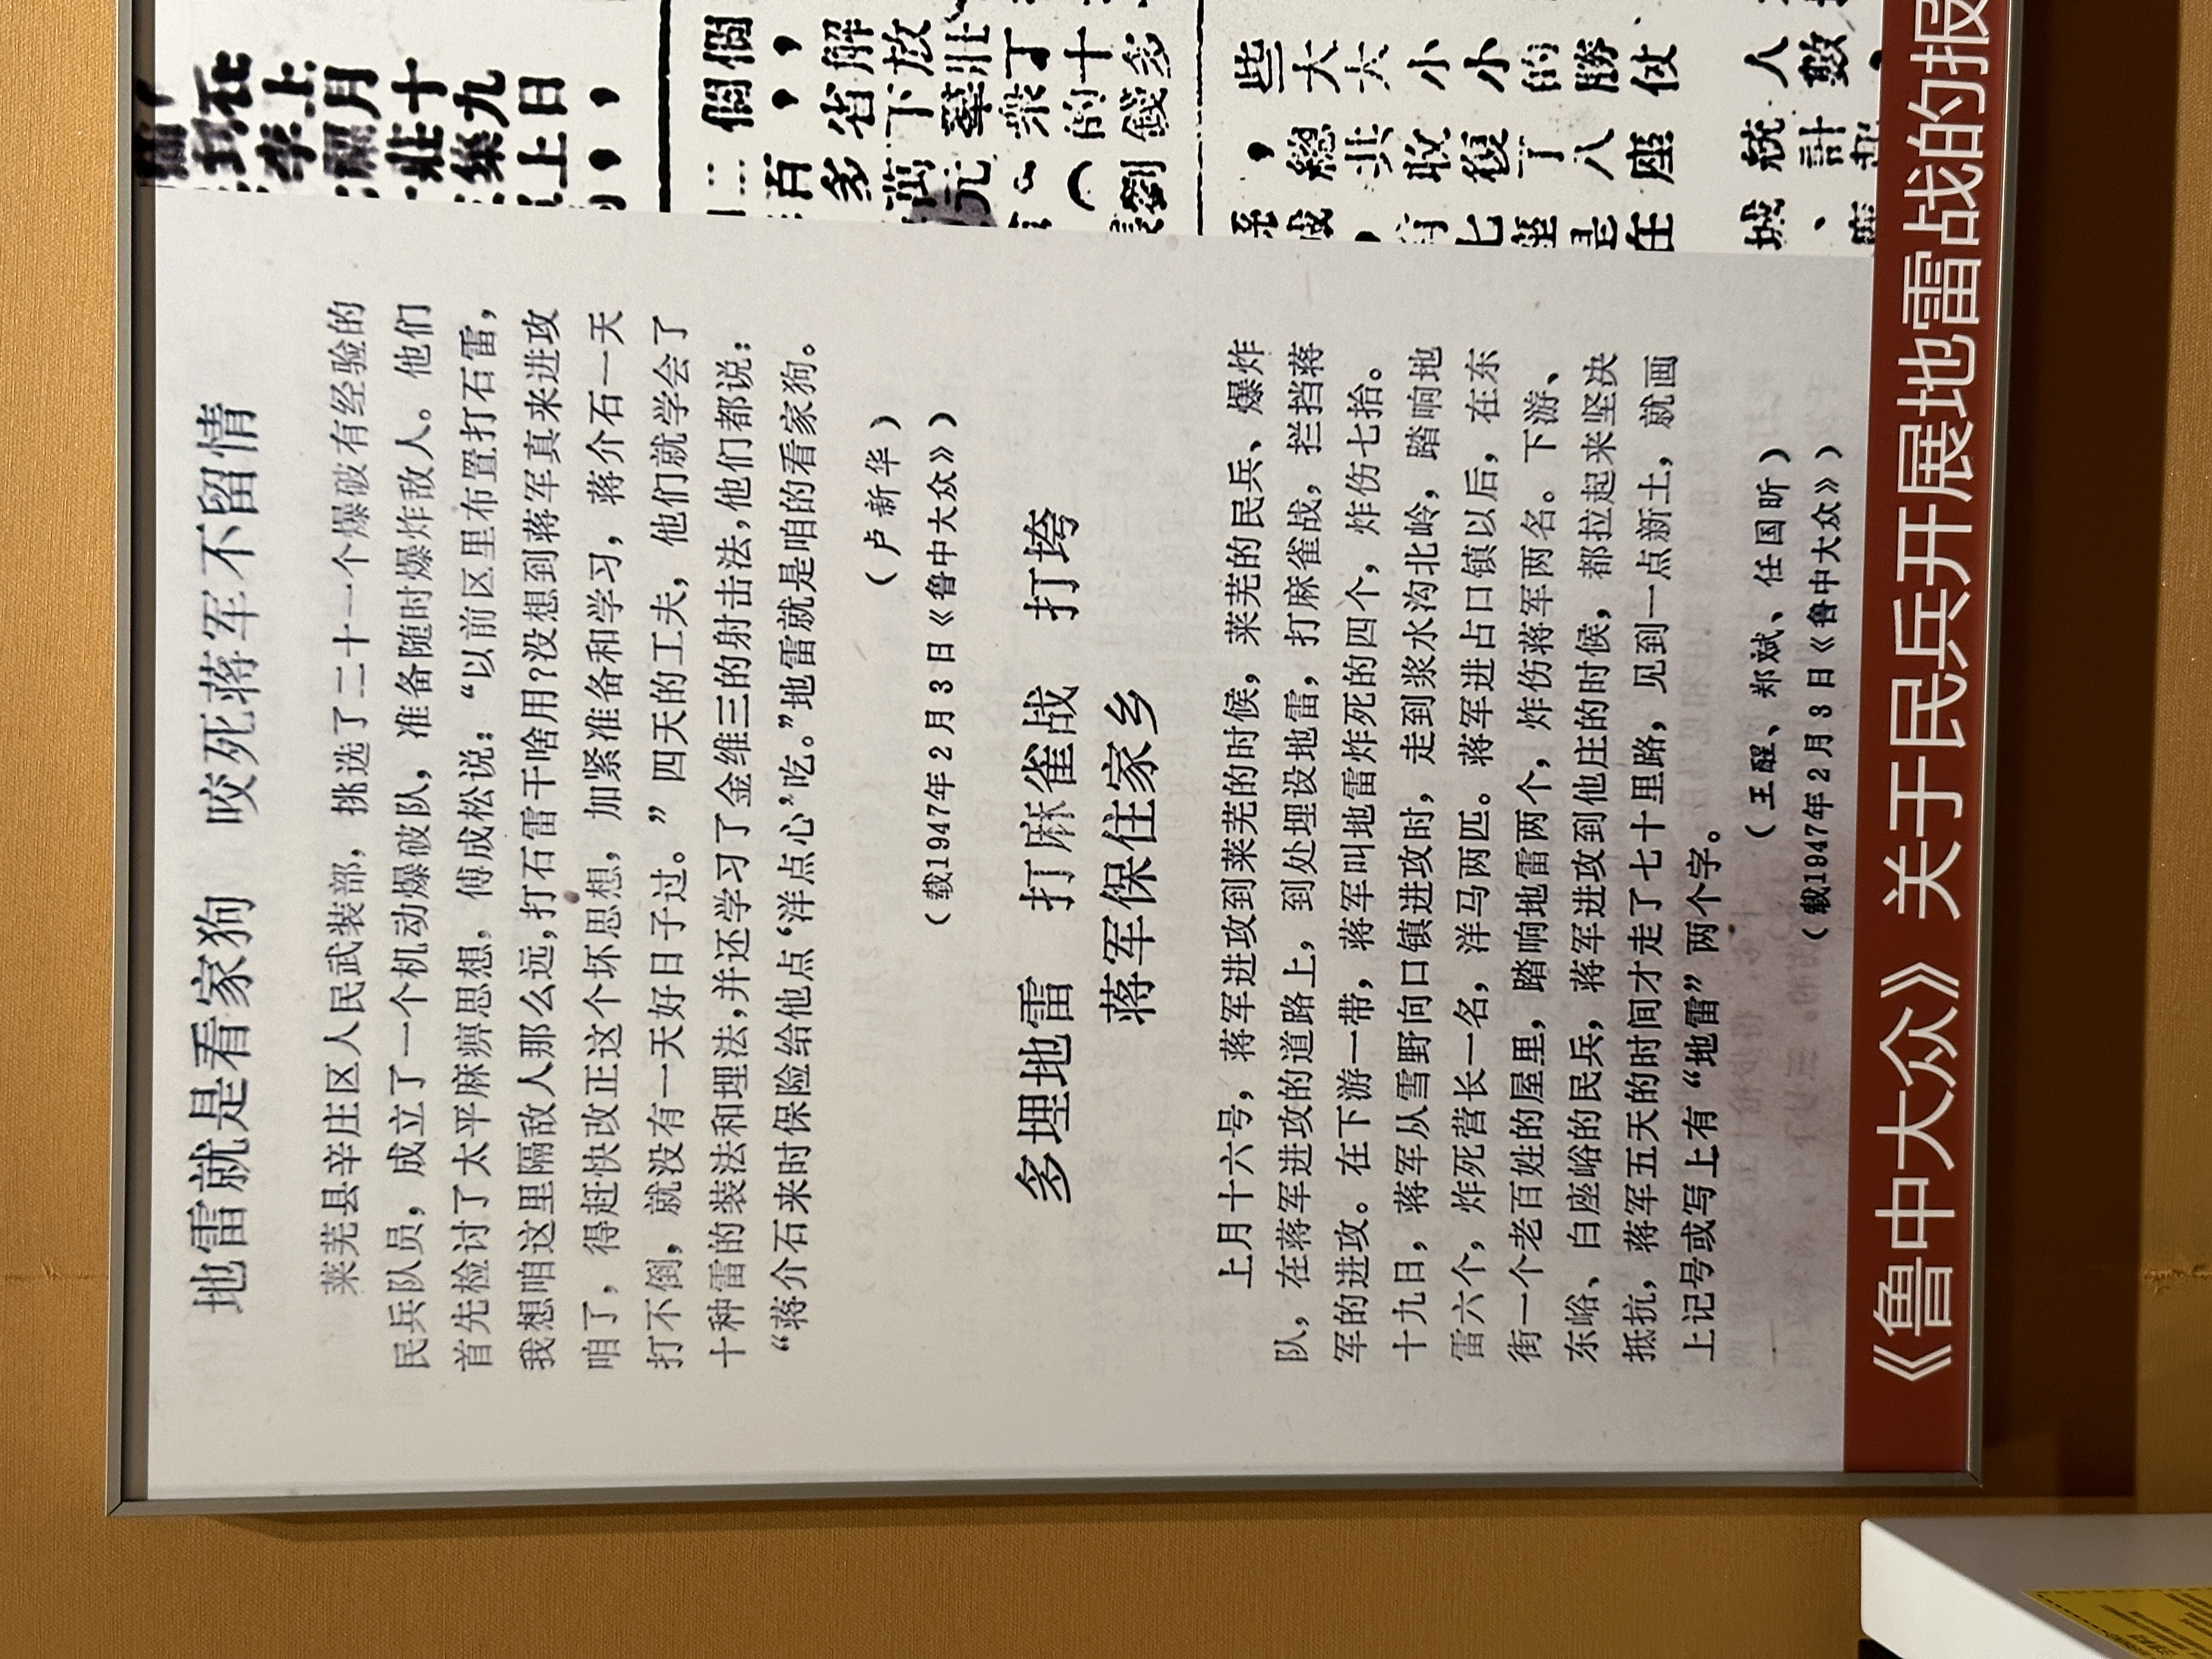 地雷就是看家狗　咬死蒋军不留情
莱芜县辛庄区人民武装部，挑选了二十一个爆破有经验的
民兵队员，成立了一个机动爆破队，准备随时爆炸敌人。他们
首先检讨了太平麻痹思想，傅成松说：“以前区里布置打石雷，
我想咱这里隔敌人那么远，打石雷干啥用？没想到蒋军真来进攻
咱了，得赶快改正这个坏思想，加紧准备和学习，蒋介石一天
打不倒，就没有一天好日子过。”四天的工夫，他们就学会了
十种雷的装法和埋法，并还学习了金维三的射击法，他们都说：
“蒋介石来时保险给他点‘洋点心’吃。”地雷就是咱的看家狗。
（卢新华）
（载1947年2月3日《鲁中大众》）
多埋地雷　打麻雀战　打垮
蒋军保住家乡
上月十六号，蒋军进攻到莱芜的时候，莱芜的民兵、爆炸
队，在蒋军进攻的道路上，到处埋设地雷，打麻雀战，拦挡蒋
军的进攻。在下游一带，蒋军叫地雷炸死的四个，炸伤七抬。
十九日，蒋军从雪野向口镇进攻时，走到浆水沟北岭，踏响地
雷六个，炸死营长一名，洋马两匹。蒋军进占口镇以后，在东
街一个老百姓的屋里，踏响地雷两个，炸伤蒋军两名。下游、
东峪、白座峪的民兵，蒋军进攻到他庄的时候，都拉起来坚决
抵抗，蒋军五天的时间才走了七十里路，见到一点新土，就画
上记号或写上有“地雷”两个字。
（王醒、郑斌、任国昕）
（载1947年2月3日《鲁中大众》）
在上月十九日，
莊集上，
個，解放壯丁十多
個，省下羣衆的錢
二百多萬元。（劉
些大大小小的勝仗
，總共收復了八座
七座是在
人數，
統計
城、
《鲁中大众》关于民兵开展地雷战的报